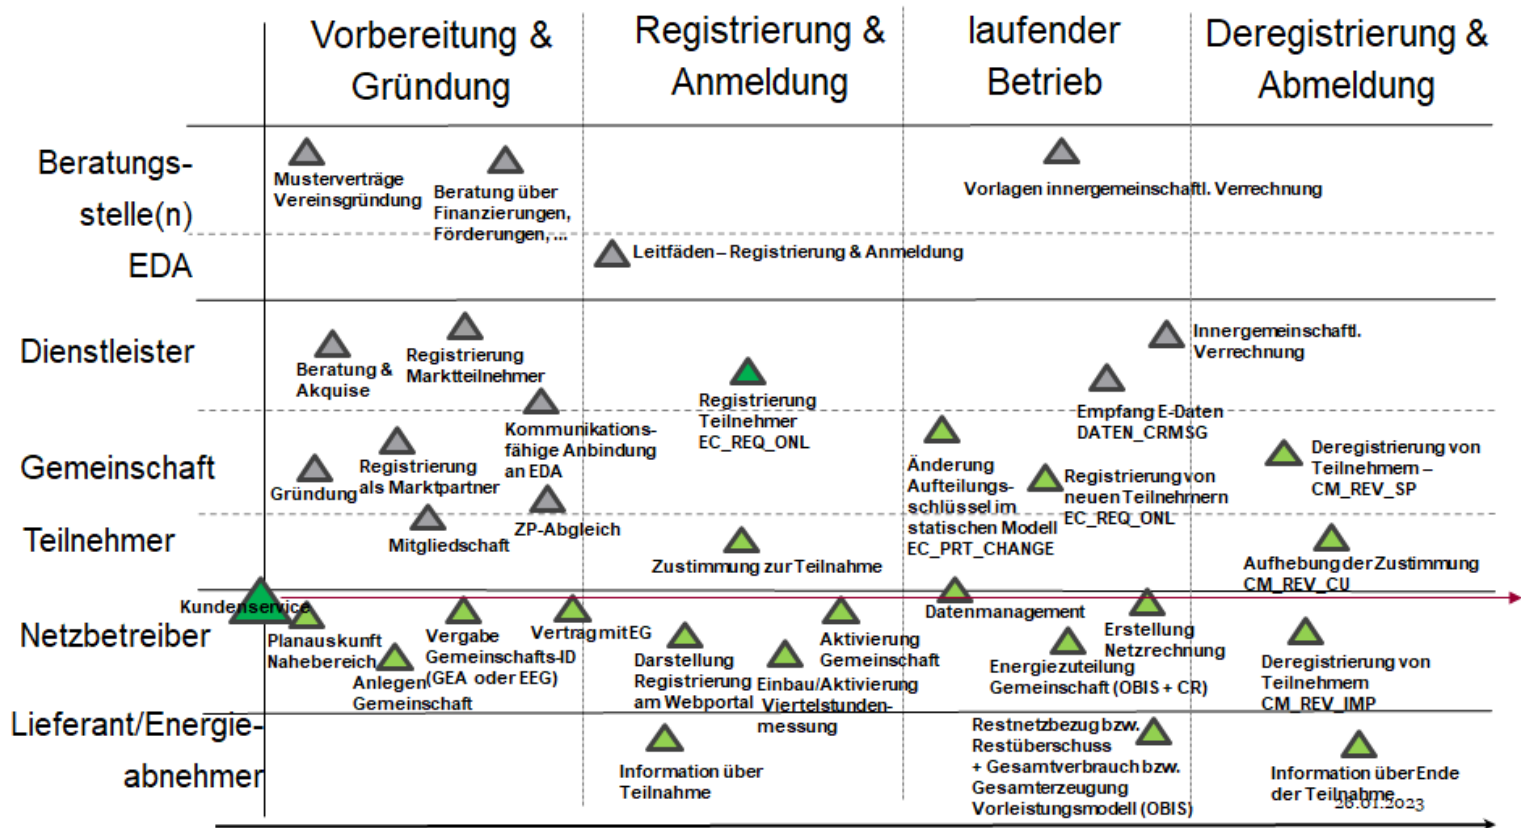 Vorbereitung &
Gründung
Registrierung &
Anmeldung
laufender
Betrieb
Deregistrierung &
Abmeldung
Beratungs-
stelle(n)
Musterverträge
Vereinsgründung
Beratung über
Finanzierungen,
Förderungen, ...
Vorlagen innergemeinschaftl. Verrechnung
EDA
Leitfäden – Registrierung & Anmeldung
Dienstleister
Beratung &
Akquise
Registrierung
Marktteilnehmer
Registrierung
Teilnehmer
EC_REQ_ONL
Innergemeinschaftl.
Verrechnung
Empfang E-Daten
DATEN_CRMSG
Gemeinschaft
Gründung
Registrierung
als Marktpartner
Kommunikations-
fähige Anbindung
an EDA
Änderung
Aufteilungs-
schlüssel im
statischen Modell
EC_PRT_CHANGE
Registrierung von
neuen Teilnehmern
EC_REQ_ONL
Deregistrierung von
Teilnehmern –
CM_REV_SP
Teilnehmer
Mitgliedschaft
ZP-Abgleich
Zustimmung zur Teilnahme
Aufhebung der Zustimmung
CM_REV_CU
Kundenservice
Netzbetreiber
Planauskunft
Nahebereich
Anlegen
Gemeinschaft
Vergabe
Gemeinschafts-ID
(GEA oder EEG)
Vertrag mit EG
Darstellung
Registrierung
am Webportal
Einbau/Aktivierung
Viertelstunden-
messung
Aktivierung
Gemeinschaft
Datenmanagement
Energiezuteilung
Gemeinschaft (OBIS + CR)
Erstellung
Netzrechnung
Deregistrierung von
Teilnehmern
CM_REV_IMP
Lieferant/Energie-
abnehmer
Information über
Teilnahme
Restnetzbezug bzw.
Restüberschuss
+ Gesamtverbrauch bzw.
Gesamterzeugung
Vorleistungsmodell (OBIS)
Information über Ende
der Teilnahme
26.01.2023